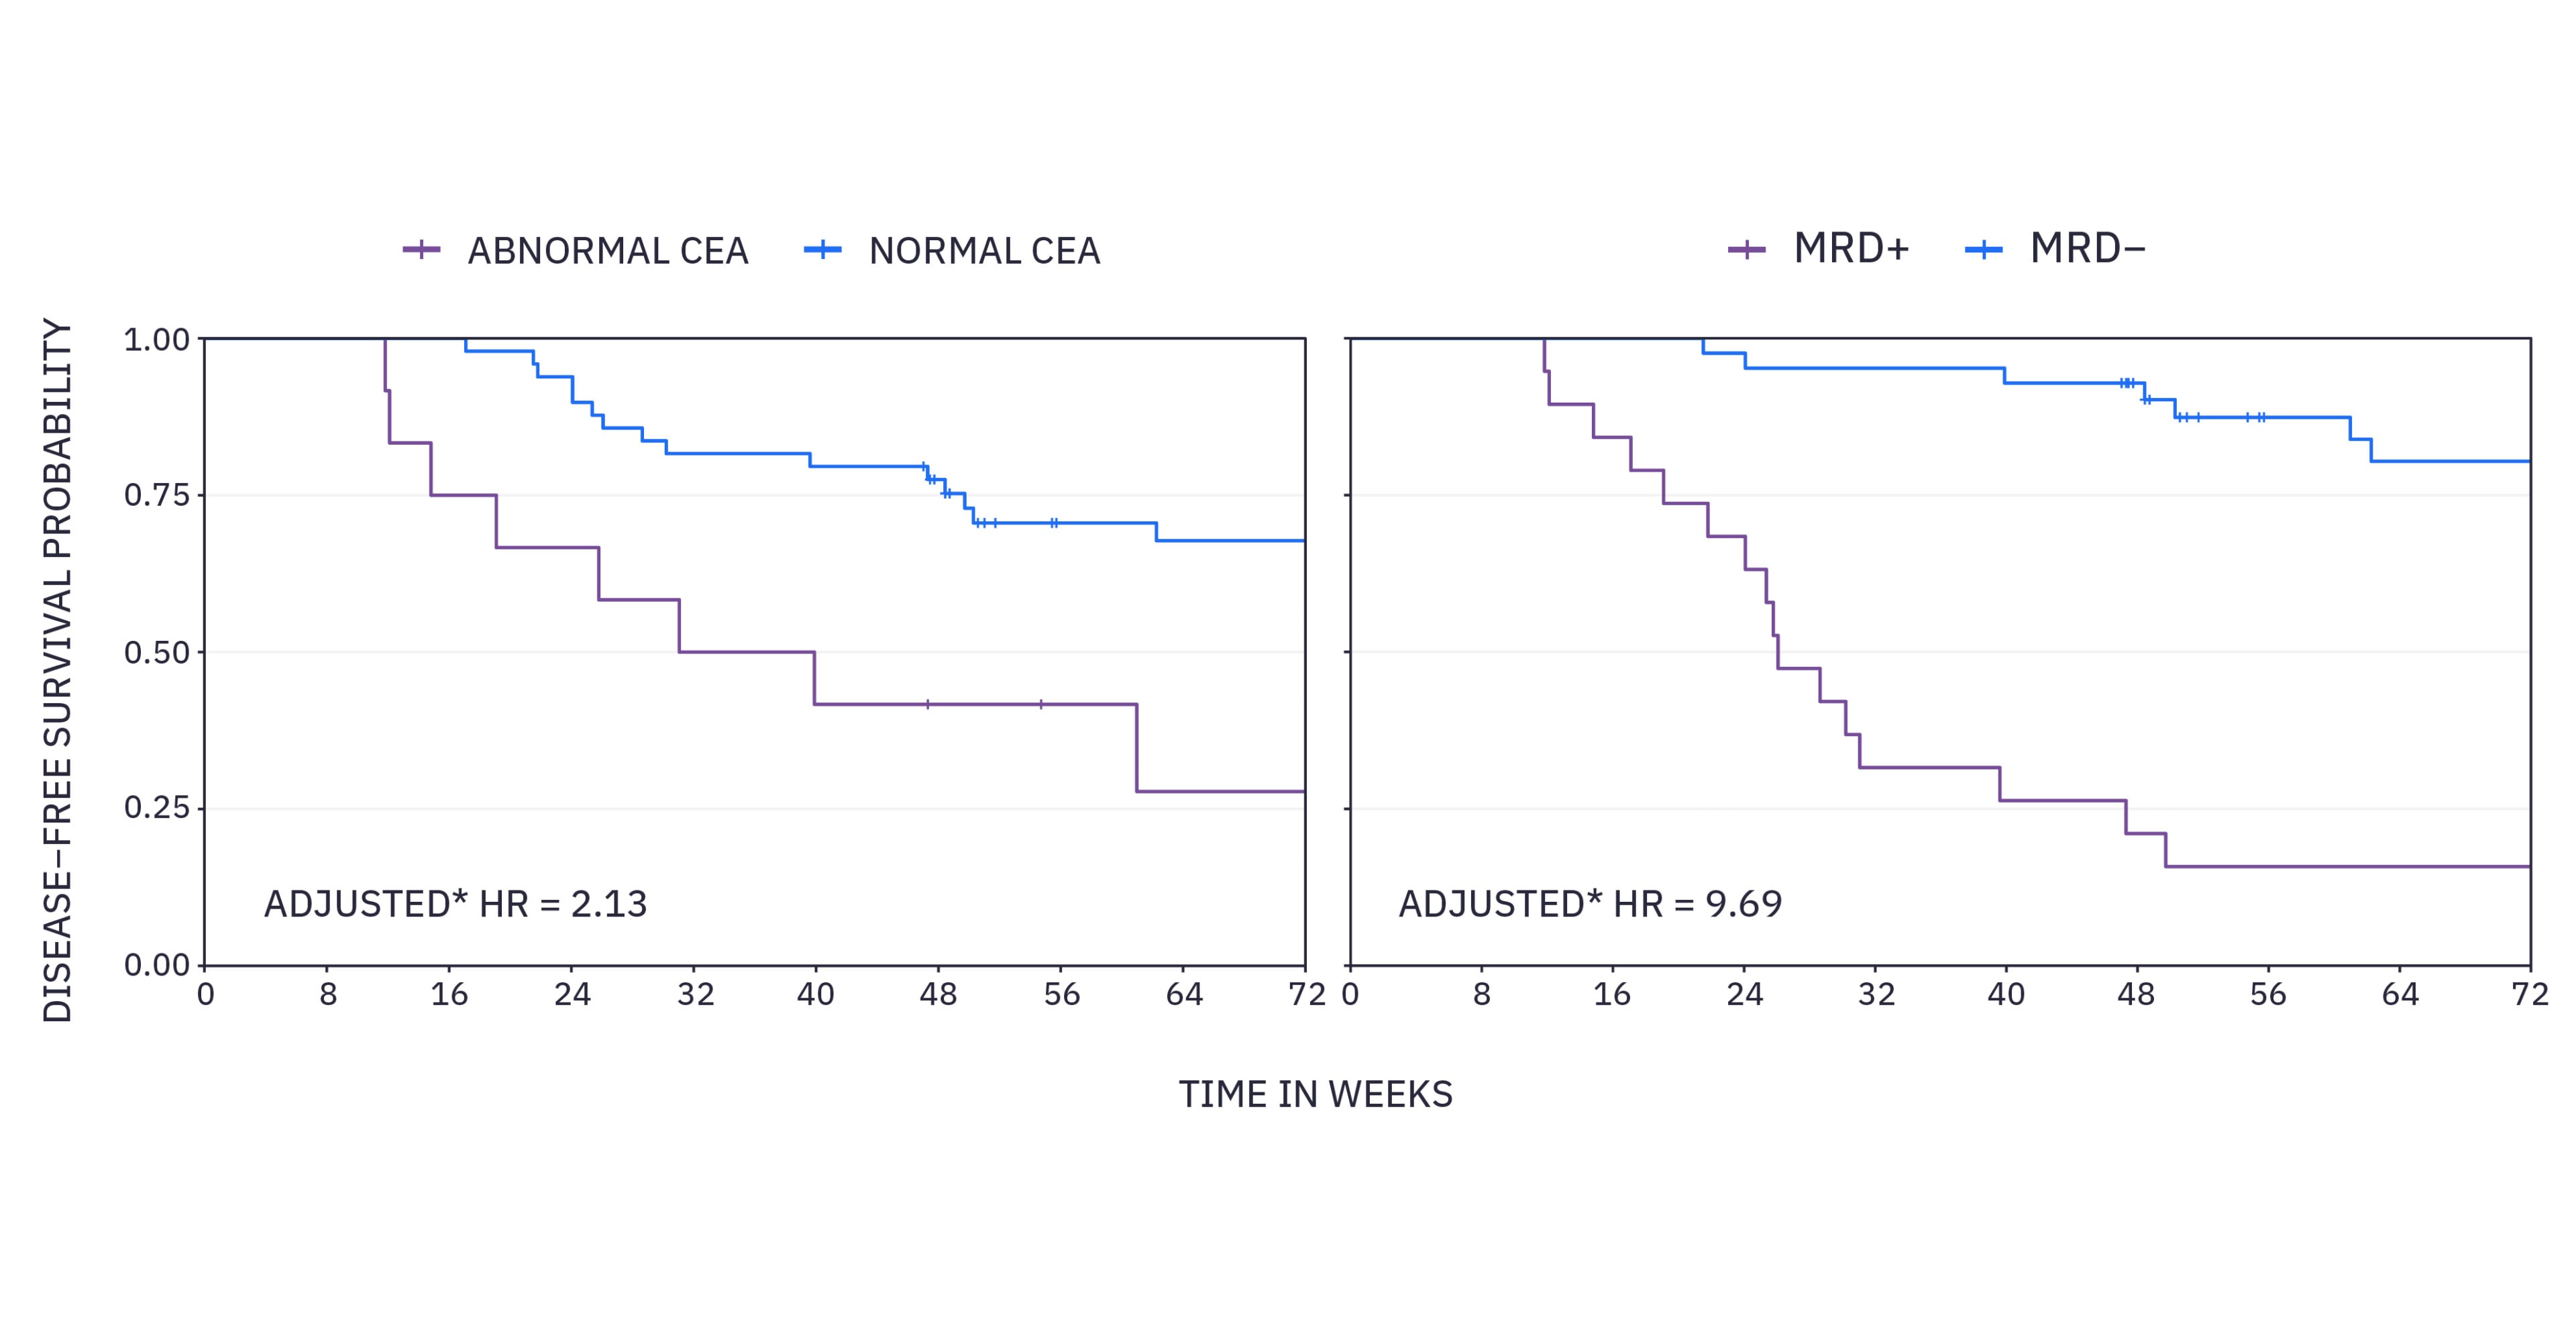 ABNORMAL CEA NORMAL CEA
MRD+ MRD−
DISEASE−FREE SURVIVAL PROBABILITY
1.00
0.75
0.50
0.25
0.00
ADJUSTED* HR = 2.13
ADJUSTED* HR = 9.69
0 8 16 24 32 40 48 56 64 72
0 8 16 24 32 40 48 56 64 72
TIME IN WEEKS